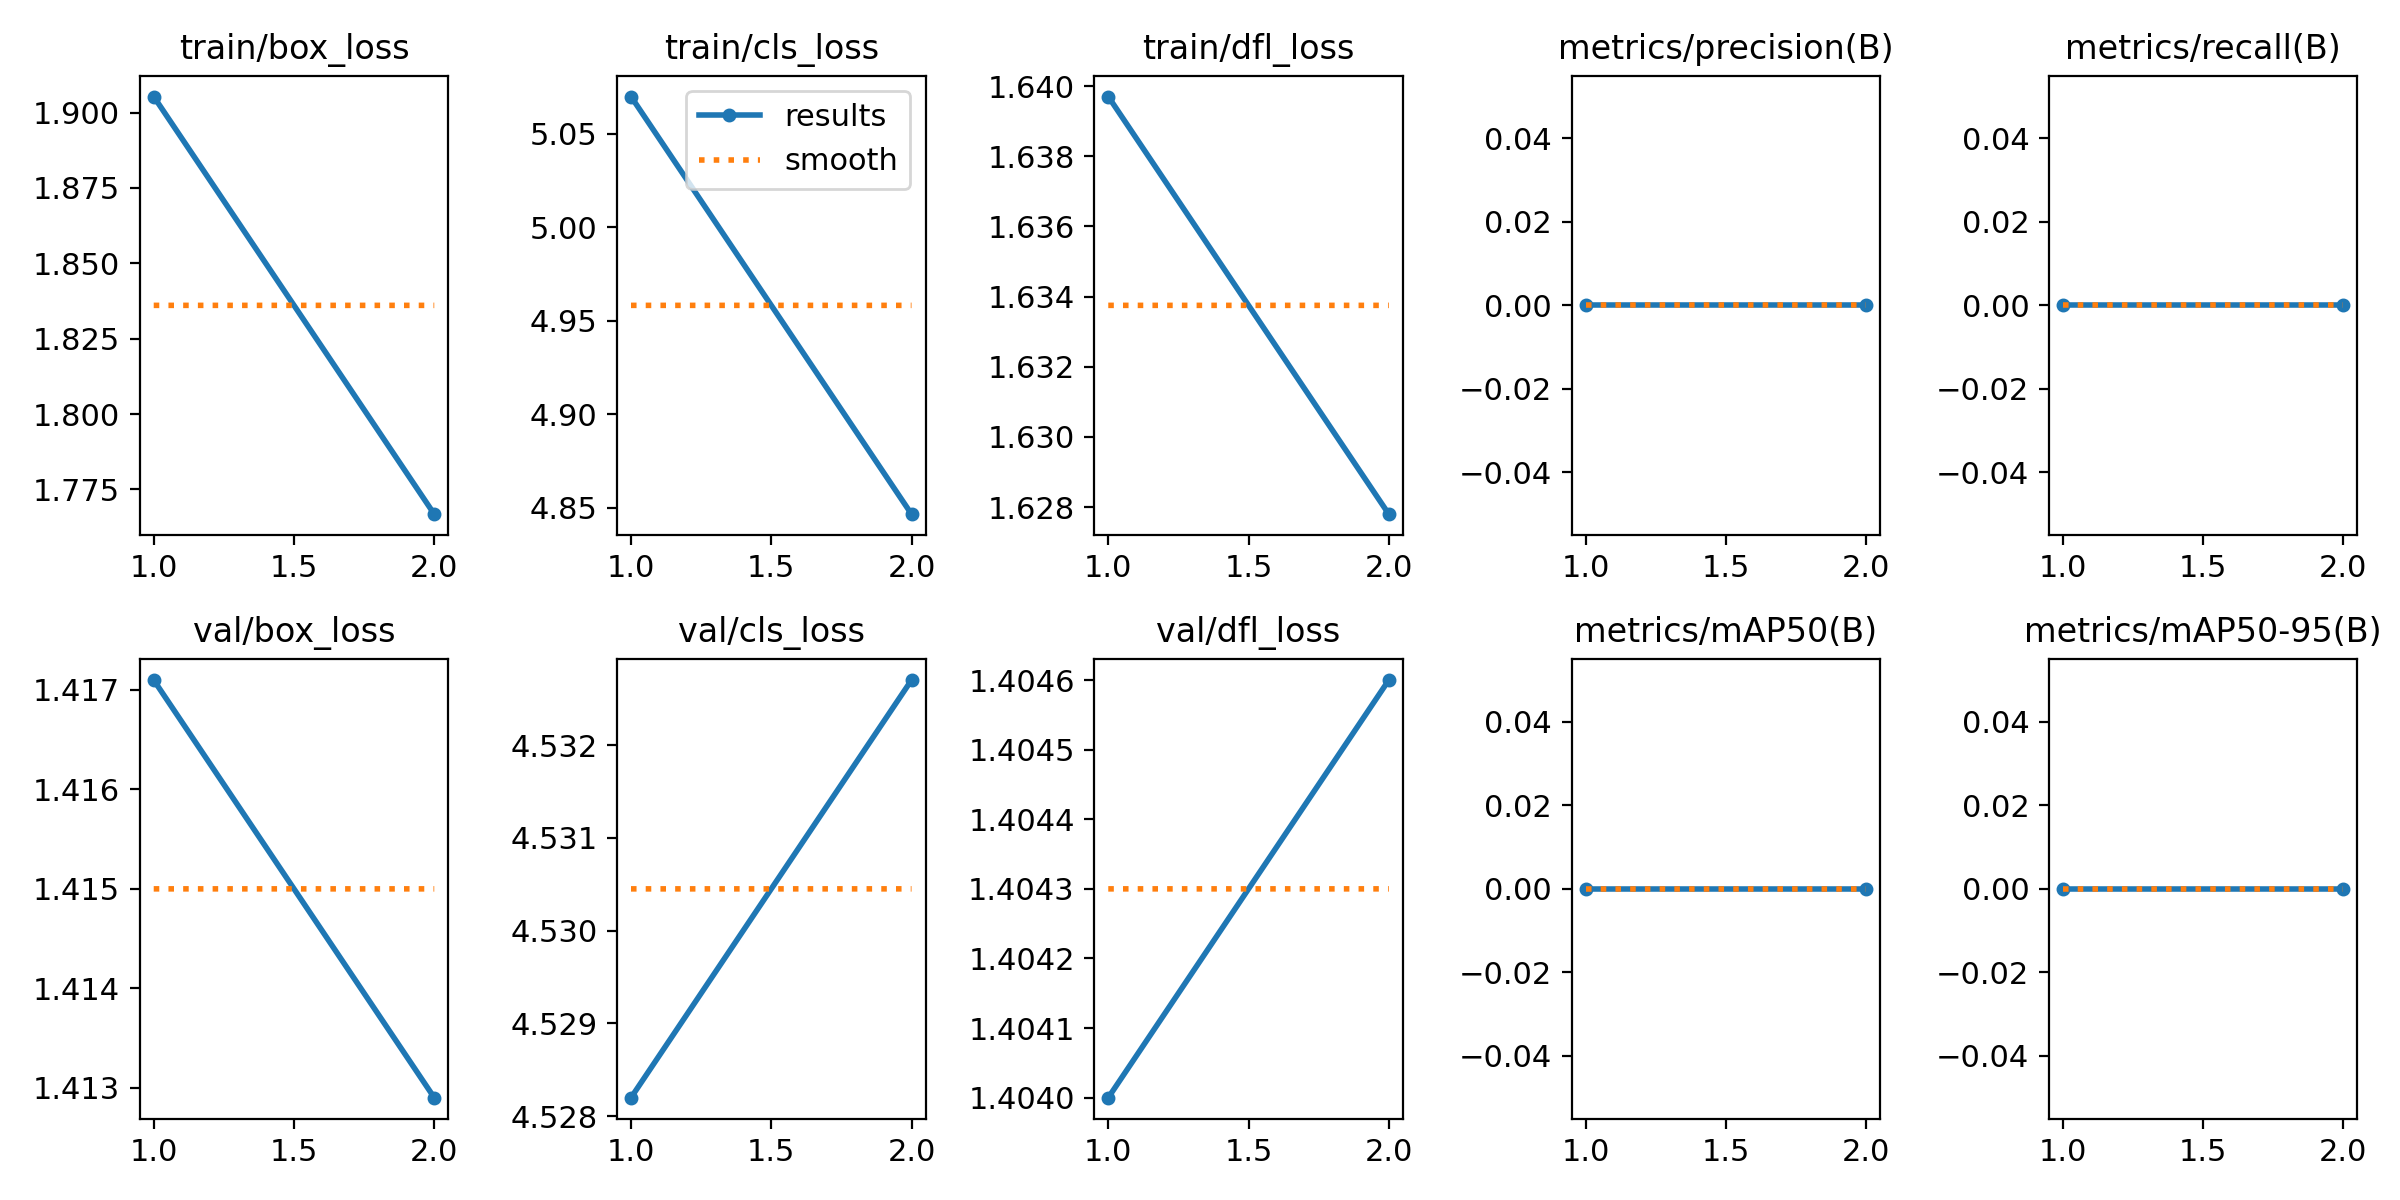 train/box_loss
1.900
1.875
1.850
1.825
1.800
1.775
1.0 1.5 2.0
train/cls_loss
results
smooth
5.05
5.00
4.95
4.90
4.85
1.0 1.5 2.0
train/dfl_loss
1.640
1.638
1.636
1.634
1.632
1.630
1.628
1.0 1.5 2.0
metrics/precision(B)
0.04
0.02
0.00
−0.02
−0.04
1.0 1.5 2.0
metrics/recall(B)
0.04
0.02
0.00
−0.02
−0.04
1.0 1.5 2.0
val/box_loss
1.417
1.416
1.415
1.414
1.413
1.0 1.5 2.0
val/cls_loss
4.532
4.531
4.530
4.529
4.528
1.0 1.5 2.0
val/dfl_loss
1.4046
1.4045
1.4044
1.4043
1.4042
1.4041
1.4040
1.0 1.5 2.0
metrics/mAP50(B)
0.04
0.02
0.00
−0.02
−0.04
1.0 1.5 2.0
metrics/mAP50-95(B)
0.04
0.02
0.00
−0.02
−0.04
1.0 1.5 2.0